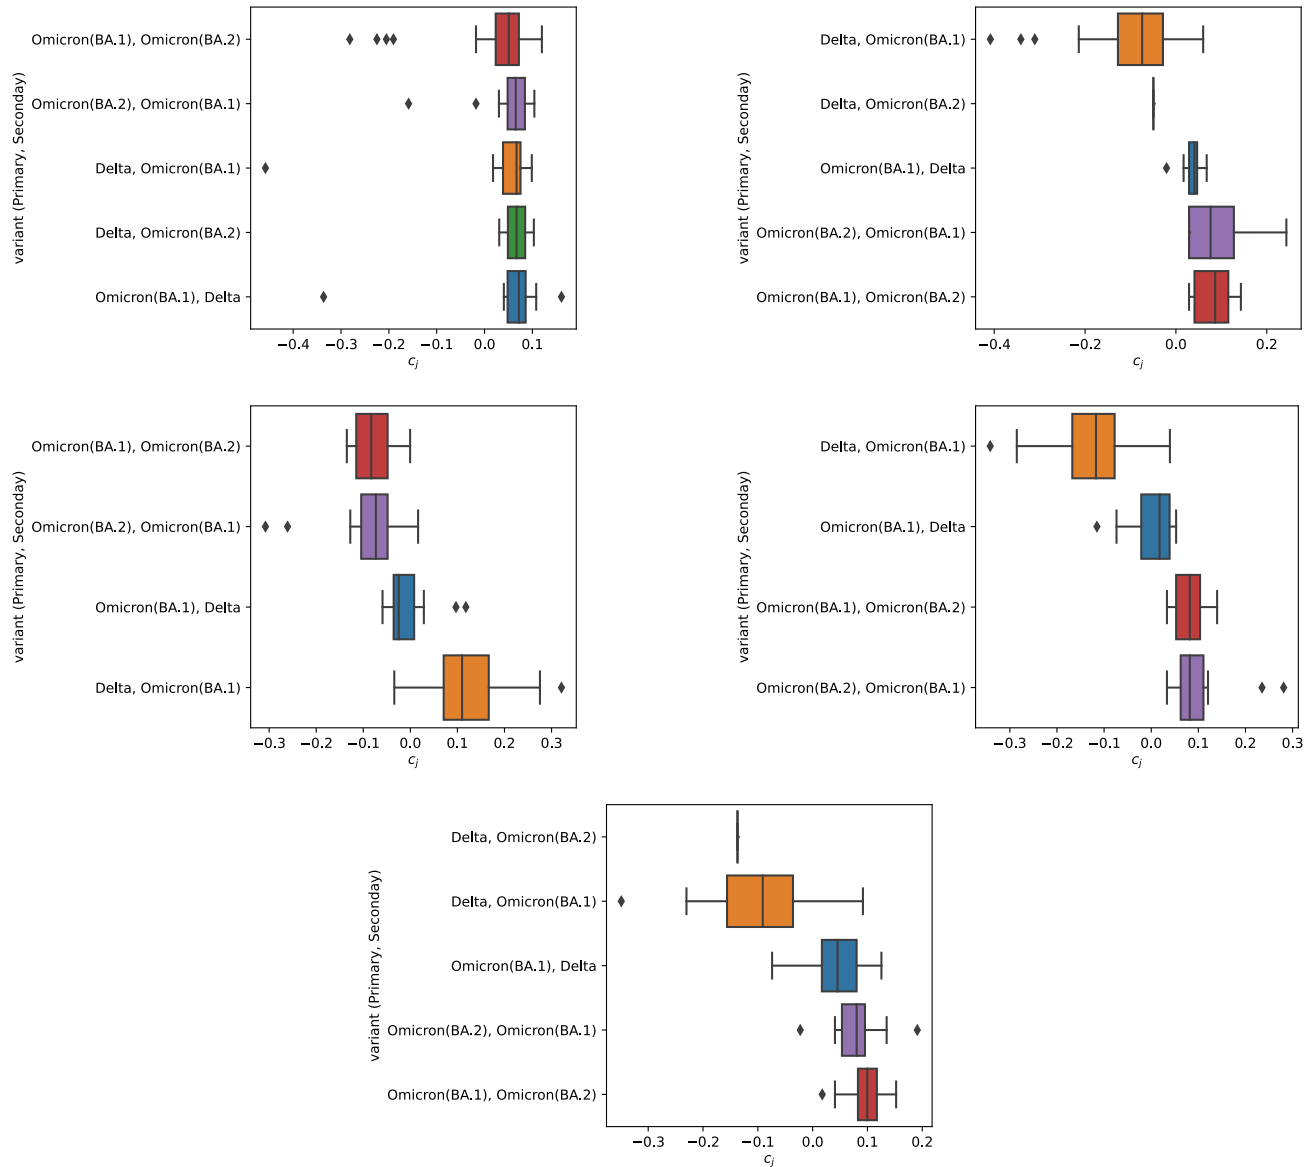 variant (Primary, Seconday)
Omicron(BA.1), Omicron(BA.2)
Omicron(BA.2), Omicron(BA.1)
Delta, Omicron(BA.1)
Delta, Omicron(BA.2)
Omicron(BA.1), Delta
−0.4 −0.3 −0.2 −0.1 0.0 0.1
c_j
variant (Primary, Seconday)
Delta, Omicron(BA.1)
Delta, Omicron(BA.2)
Omicron(BA.1), Delta
Omicron(BA.2), Omicron(BA.1)
Omicron(BA.1), Omicron(BA.2)
−0.4 −0.2 0.0 0.2
c_j
variant (Primary, Seconday)
Omicron(BA.1), Omicron(BA.2)
Omicron(BA.2), Omicron(BA.1)
Omicron(BA.1), Delta
Delta, Omicron(BA.1)
−0.3 −0.2 −0.1 0.0 0.1 0.2 0.3
c_j
variant (Primary, Seconday)
Delta, Omicron(BA.1)
Omicron(BA.1), Delta
Omicron(BA.1), Omicron(BA.2)
Omicron(BA.2), Omicron(BA.1)
−0.3 −0.2 −0.1 0.0 0.1 0.2 0.3
c_j
variant (Primary, Seconday)
Delta, Omicron(BA.2)
Delta, Omicron(BA.1)
Omicron(BA.1), Delta
Omicron(BA.2), Omicron(BA.1)
Omicron(BA.1), Omicron(BA.2)
−0.3 −0.2 −0.1 0.0 0.1 0.2
c_j